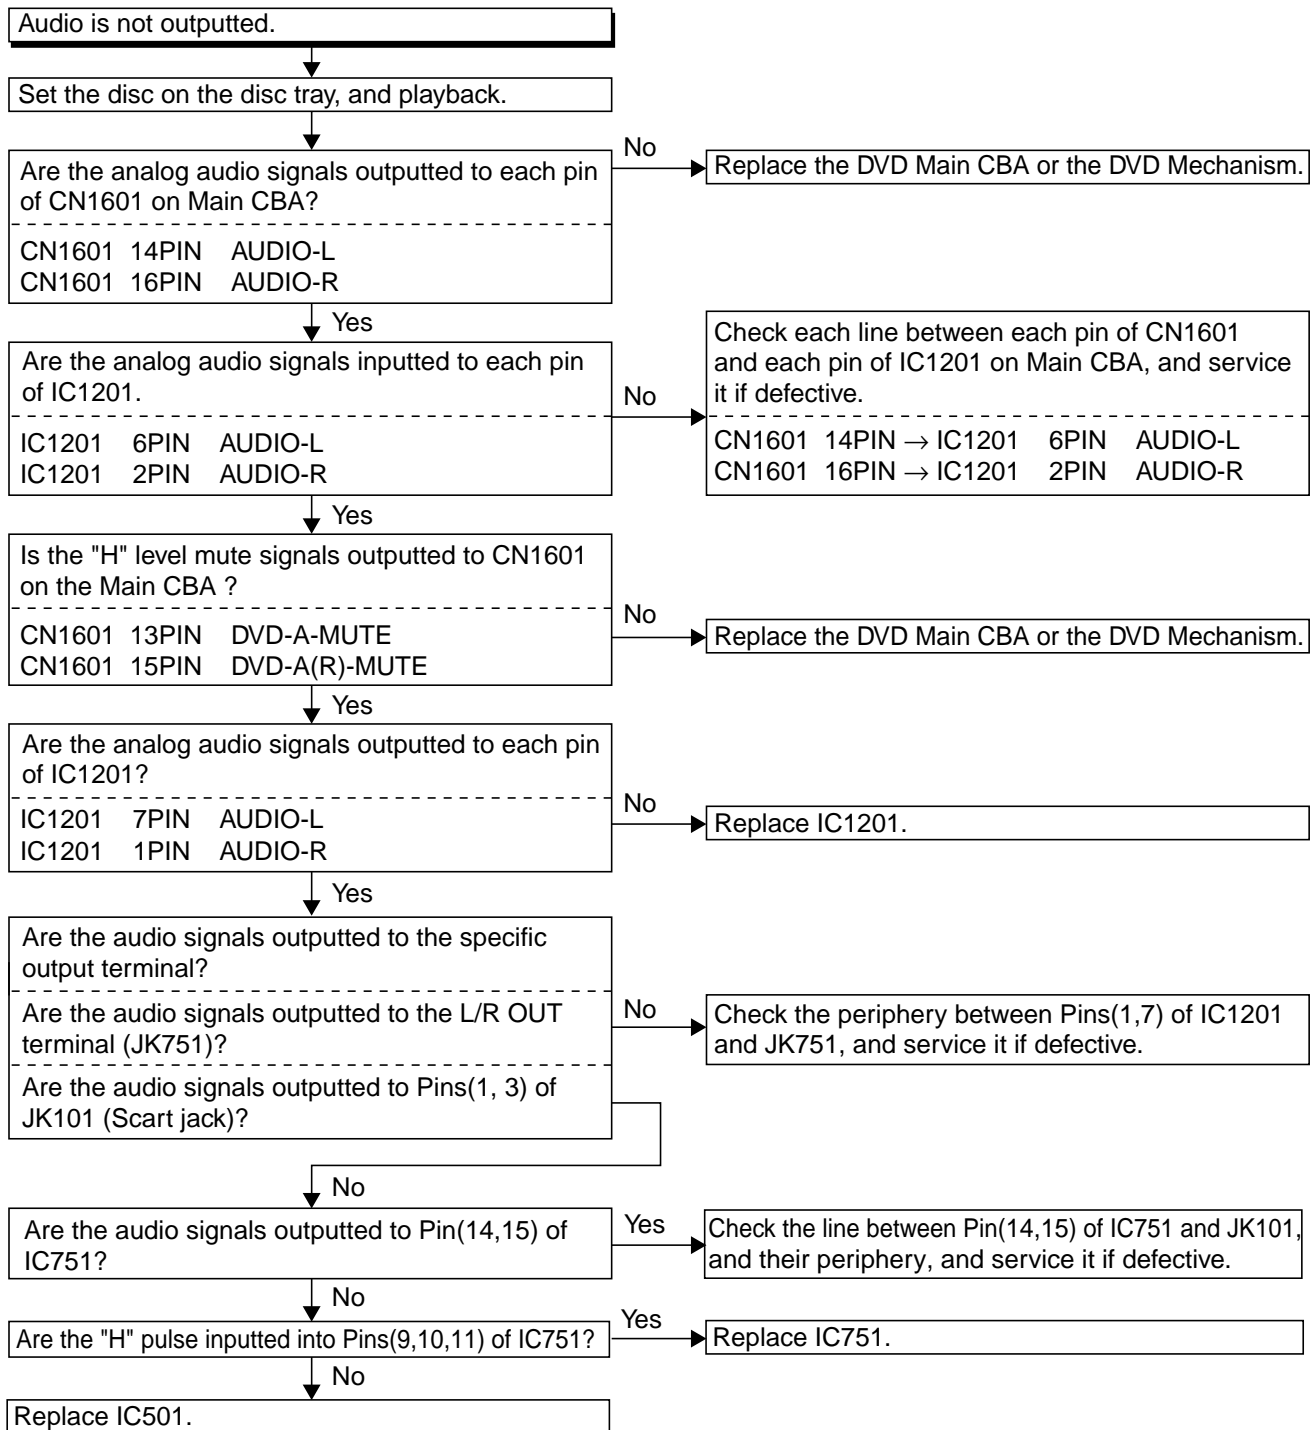 Audio is not outputted.
Set the disc on the disc tray, and playback.
Are the analog audio signals outputted to each pin
of CN1601 on Main CBA?
CN1601 14PIN AUDIO-L
CN1601 16PIN AUDIO-R
No
Replace the DVD Main CBA or the DVD Mechanism.
Yes
Are the analog audio signals inputted to each pin
of IC1201.
IC1201 6PIN AUDIO-L
IC1201 2PIN AUDIO-R
No
Check each line between each pin of CN1601
and each pin of IC1201 on Main CBA, and service
it if defective.
CN1601 14PIN → IC1201 6PIN AUDIO-L
CN1601 16PIN → IC1201 2PIN AUDIO-R
Yes
Is the "H" level mute signals outputted to CN1601
on the Main CBA ?
CN1601 13PIN DVD-A-MUTE
CN1601 15PIN DVD-A(R)-MUTE
No
Replace the DVD Main CBA or the DVD Mechanism.
Yes
Are the analog audio signals outputted to each pin
of IC1201?
IC1201 7PIN AUDIO-L
IC1201 1PIN AUDIO-R
No
Replace IC1201.
Yes
Are the audio signals outputted to the specific
output terminal?
Are the audio signals outputted to the L/R OUT
terminal (JK751)?
No
Check the periphery between Pins(1,7) of IC1201
and JK751, and service it if defective.
Are the audio signals outputted to Pins(1, 3) of
JK101 (Scart jack)?
No
Are the audio signals outputted to Pin(14,15) of
IC751?
Yes
Check the line between Pin(14,15) of IC751 and JK101,
and their periphery, and service it if defective.
No
Are the "H" pulse inputted into Pins(9,10,11) of IC751?
Yes
Replace IC751.
No
Replace IC501.